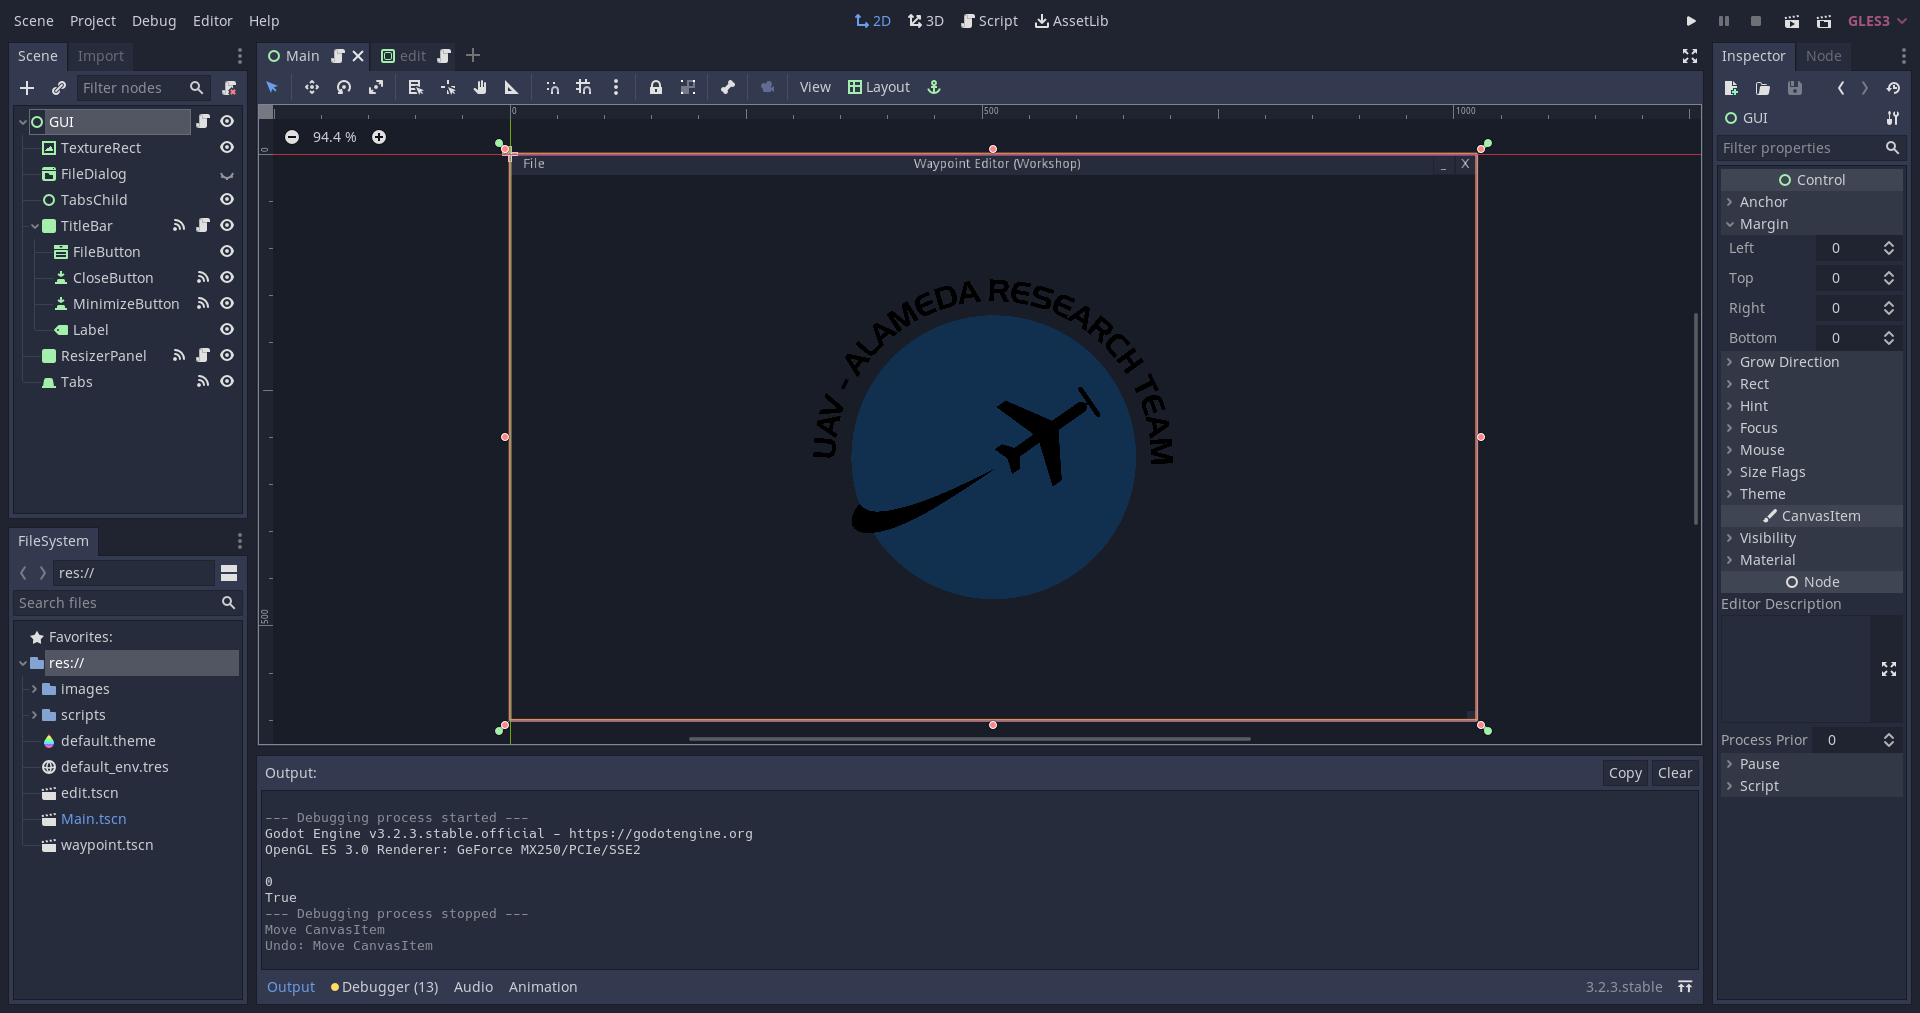 Scene Project Debug Editor Help
2D 3D Script AssetLib
GLES3
Scene Import
Filter nodes
GUI
TextureRect
FileDialog
TabsChild
TitleBar
FileButton
CloseButton
MinimizeButton
Label
ResizerPanel
Tabs
FileSystem
res://
Search files
Favorites:
res://
images
scripts
default.theme
default_env.tres
edit.tscn
Main.tscn
waypoint.tscn
Main edit
View Layout
0 500 1000
94.4 %
0
500
File Waypoint Editor (Workshop) _ X
UAV - ALAMEDA RESEARCH TEAM
Output:
Copy Clear
--- Debugging process started ---
Godot Engine v3.2.3.stable.official - https://godotengine.org
OpenGL ES 3.0 Renderer: GeForce MX250/PCIe/SSE2
0
True
--- Debugging process stopped ---
Move CanvasItem
Undo: Move CanvasItem
Output Debugger (13) Audio Animation
3.2.3.stable
Inspector Node
GUI
Filter properties
Control
Anchor
Margin
Left 0
Top 0
Right 0
Bottom 0
Grow Direction
Rect
Hint
Focus
Mouse
Size Flags
Theme
CanvasItem
Visibility
Material
Node
Editor Description
Process Prior 0
Pause
Script